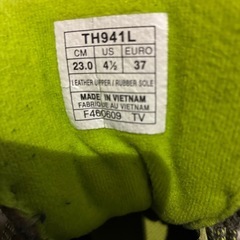 TH941L
CM US EURO
23.0 4½ 37
LEATHER UPPER / RUBBER SOLE
MADE IN VIETNAM
FABRIQUE AU VIETNAM
F460609 TV